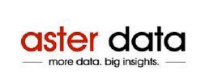 aster data
more data. big insights.